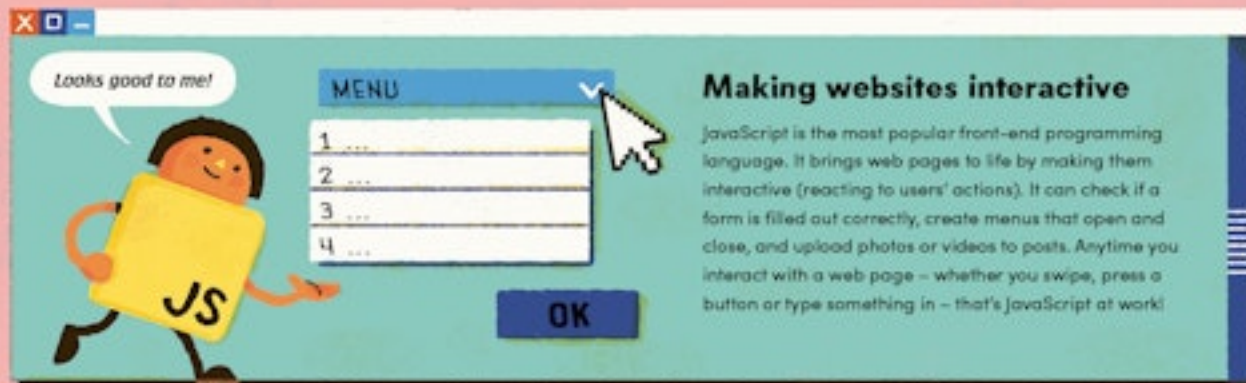 Looks good to me!
MENU
1 ...
2 ...
3 ...
4 ...
OK
JS
Making websites interactive
JavaScript is the most popular front-end programming
language. It brings web pages to life by making them
interactive (reacting to users' actions). It can check if a
form is filled out correctly, create menus that open and
close, and upload photos or videos to posts. Anytime you
interact with a web page – whether you swipe, press a
button or type something in – that's JavaScript at work!